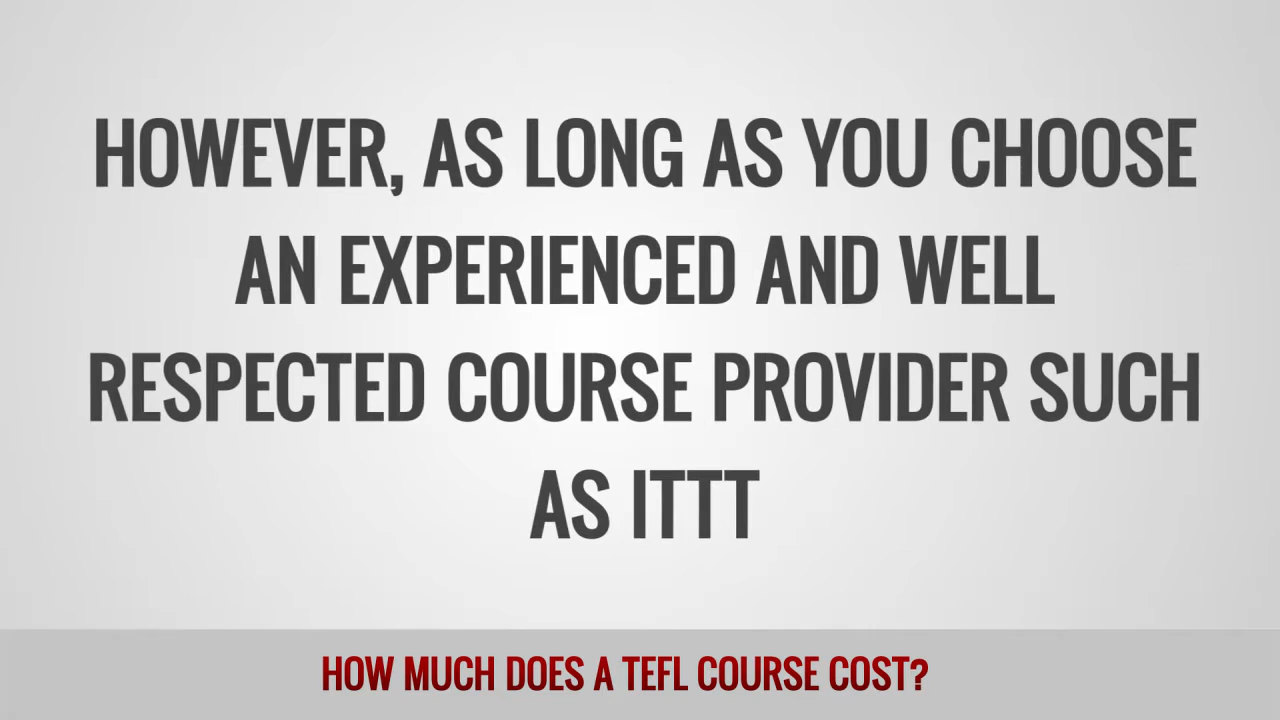 HOWEVER, AS LONG AS YOU CHOOSE
AN EXPERIENCED AND WELL
RESPECTED COURSE PROVIDER SUCH
AS ITTT
HOW MUCH DOES A TEFL COURSE COST?